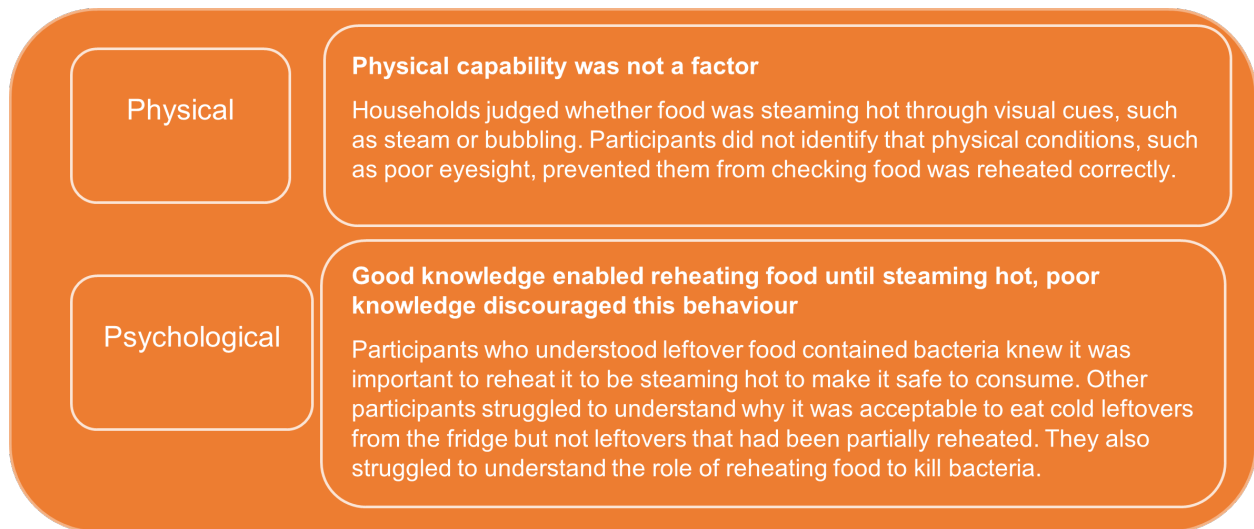 Physical
Physical capability was not a factor
Households judged whether food was steaming hot through visual cues, such
as steam or bubbling. Participants did not identify that physical conditions, such
as poor eyesight, prevented them from checking food was reheated correctly.
Psychological
Good knowledge enabled reheating food until steaming hot, poor
knowledge discouraged this behaviour
Participants who understood leftover food contained bacteria knew it was
important to reheat it to be steaming hot to make it safe to consume. Other
participants struggled to understand why it was acceptable to eat cold leftovers
from the fridge but not leftovers that had been partially reheated. They also
struggled to understand the role of reheating food to kill bacteria.